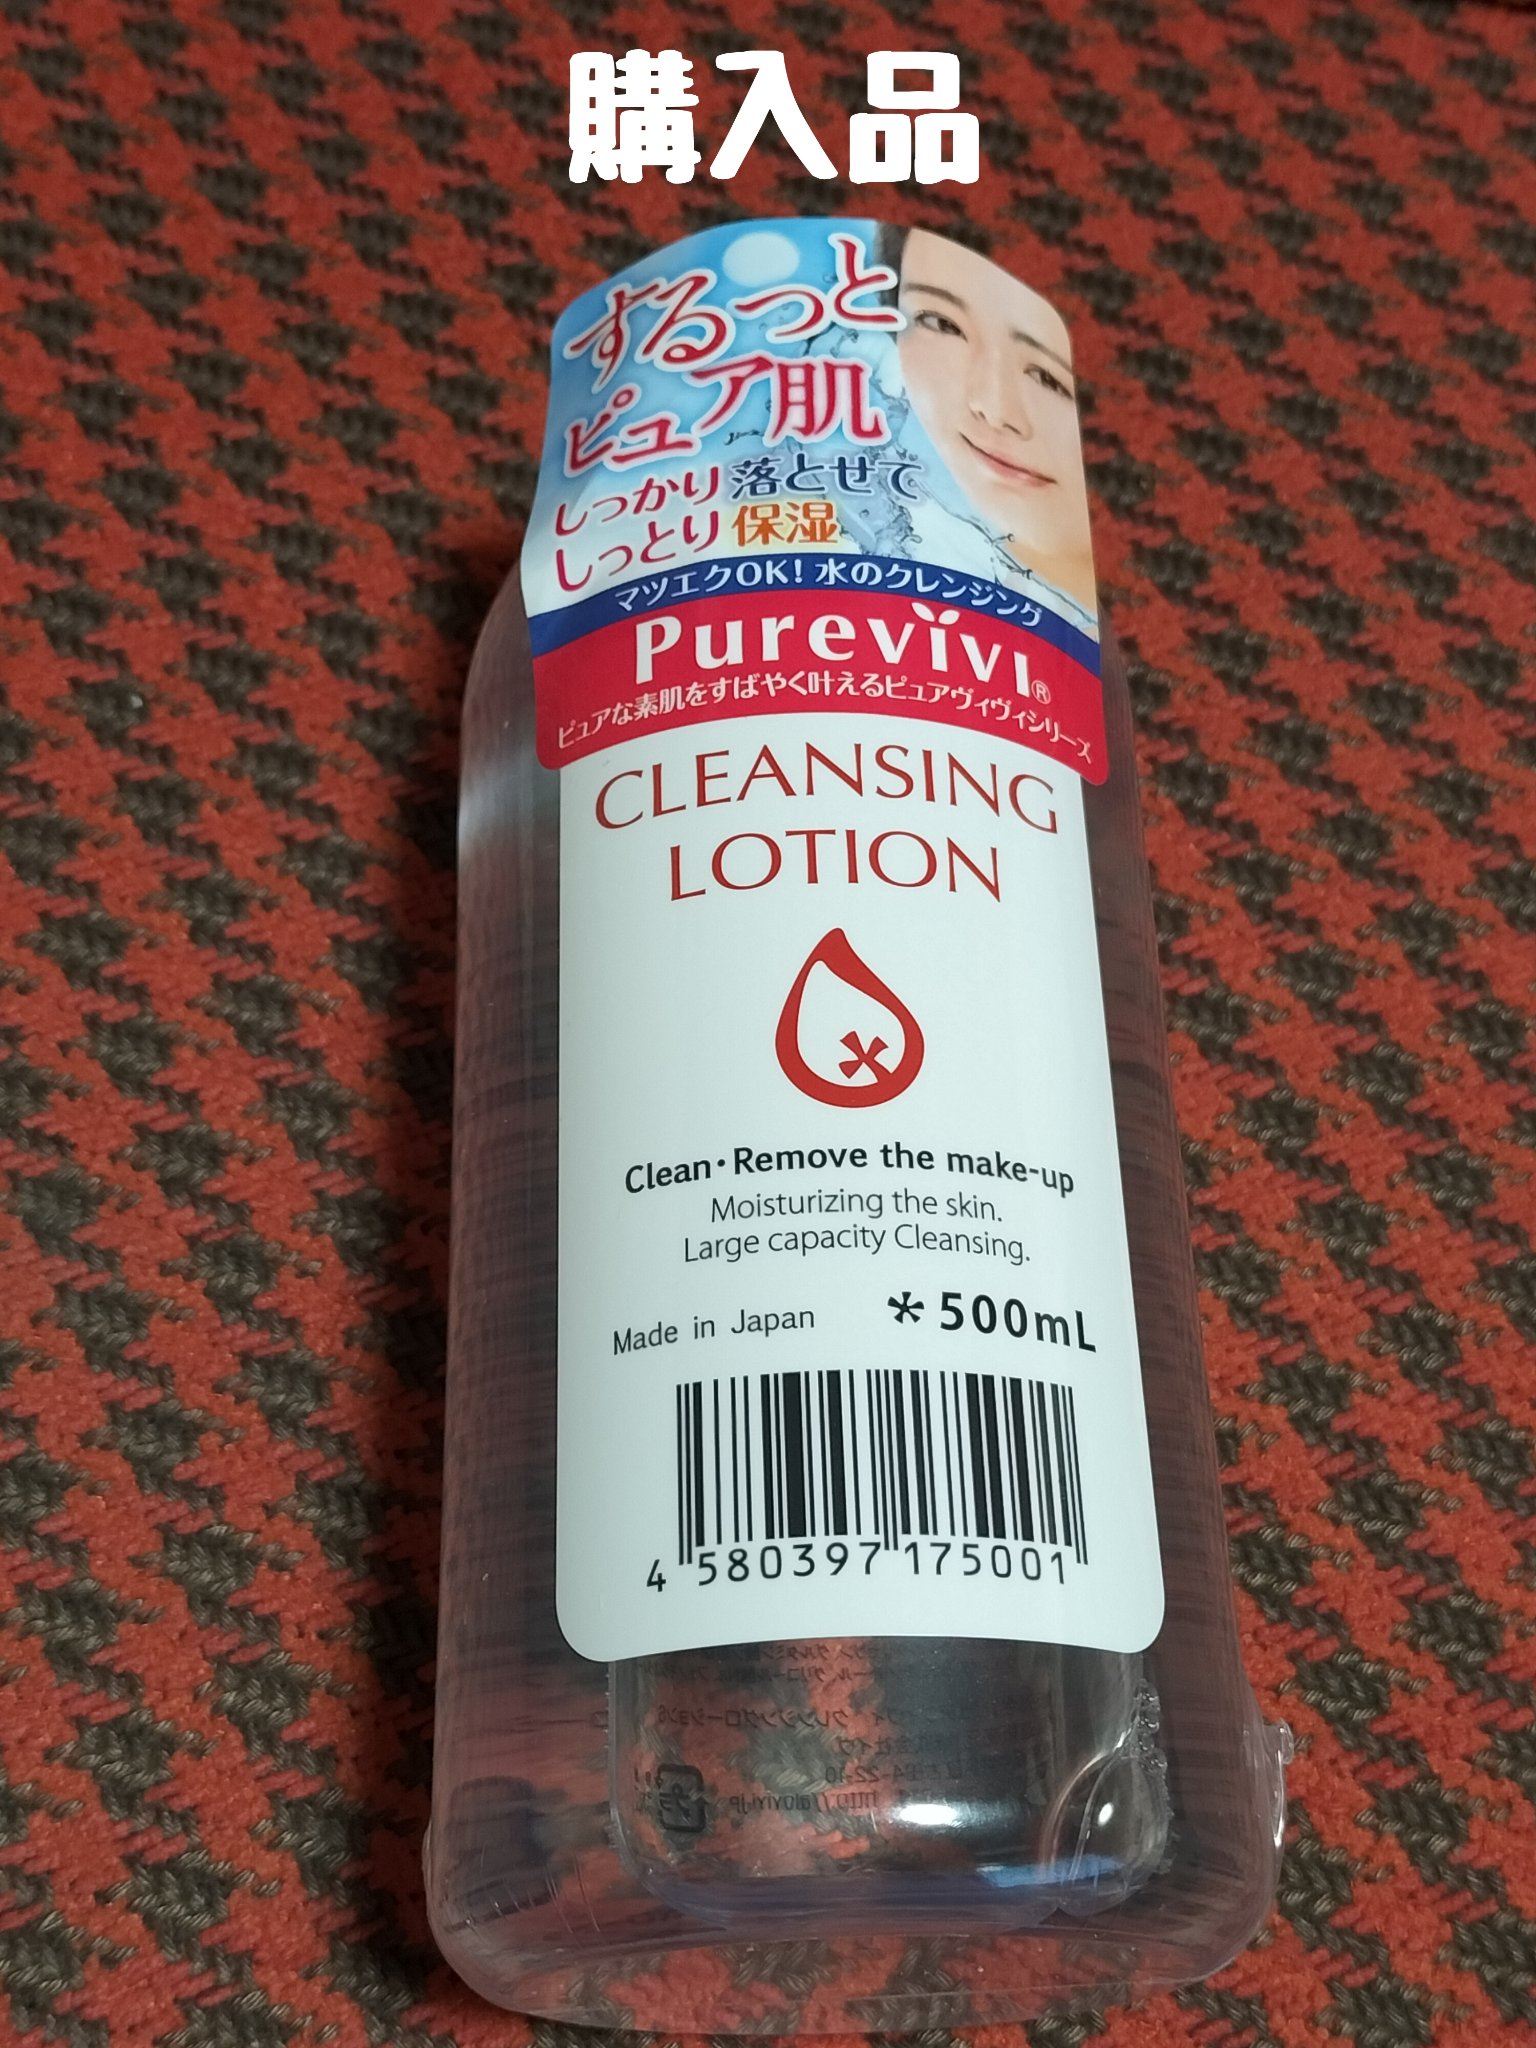 購入品
するっと
ピュア肌
しっかり落とせて
しっとり保湿
マツエクOK!水のクレンジング
Purevivi®
ピュアな素肌をすばやく叶えるピュアヴィヴィシリーズ
CLEANSING
LOTION
Clean・Remove the make-up
Moisturizing the skin.
Large capacity Cleansing.
Made in Japan *500mL
4 580397 175001